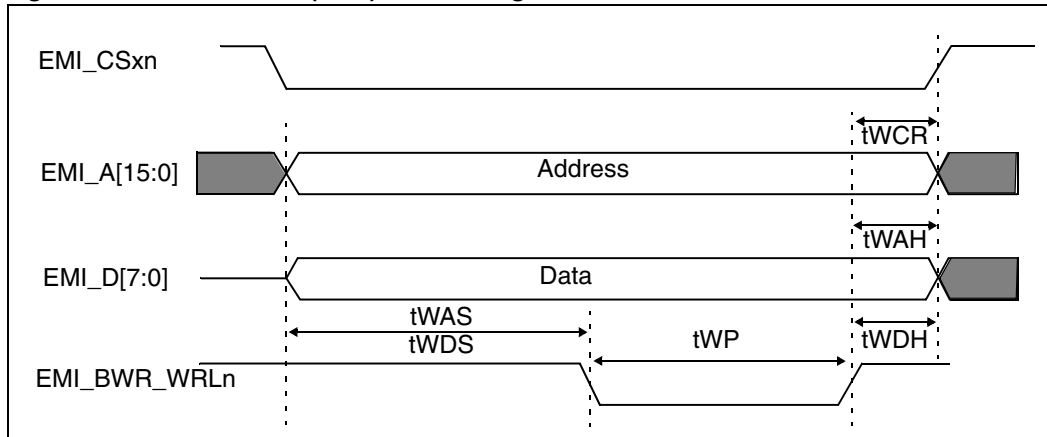 EMI_CSxn
tWCR
EMI_A[15:0]
Address
tWAH
EMI_D[7:0]
Data
tWAS
tWDS
tWP
tWDH
EMI_BWR_WRLn